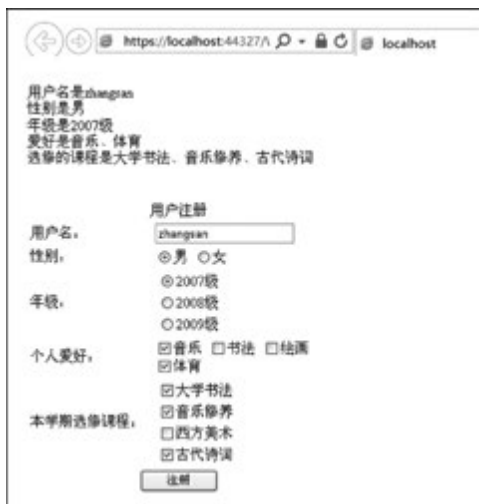 https://localhost:44327/\
localhost
用户名是zhangsan
性别是男
年级是2007级
爱好是音乐、体育
选修的课程是大学书法、音乐修养、古代诗词
用户注册
用户名：
zhangsan
性别：
男 女
年级：
2007级
2008级
2009级
个人爱好：
音乐 书法 绘画
体育
本学期选修课程：
大学书法
音乐修养
西方美术
古代诗词
注册